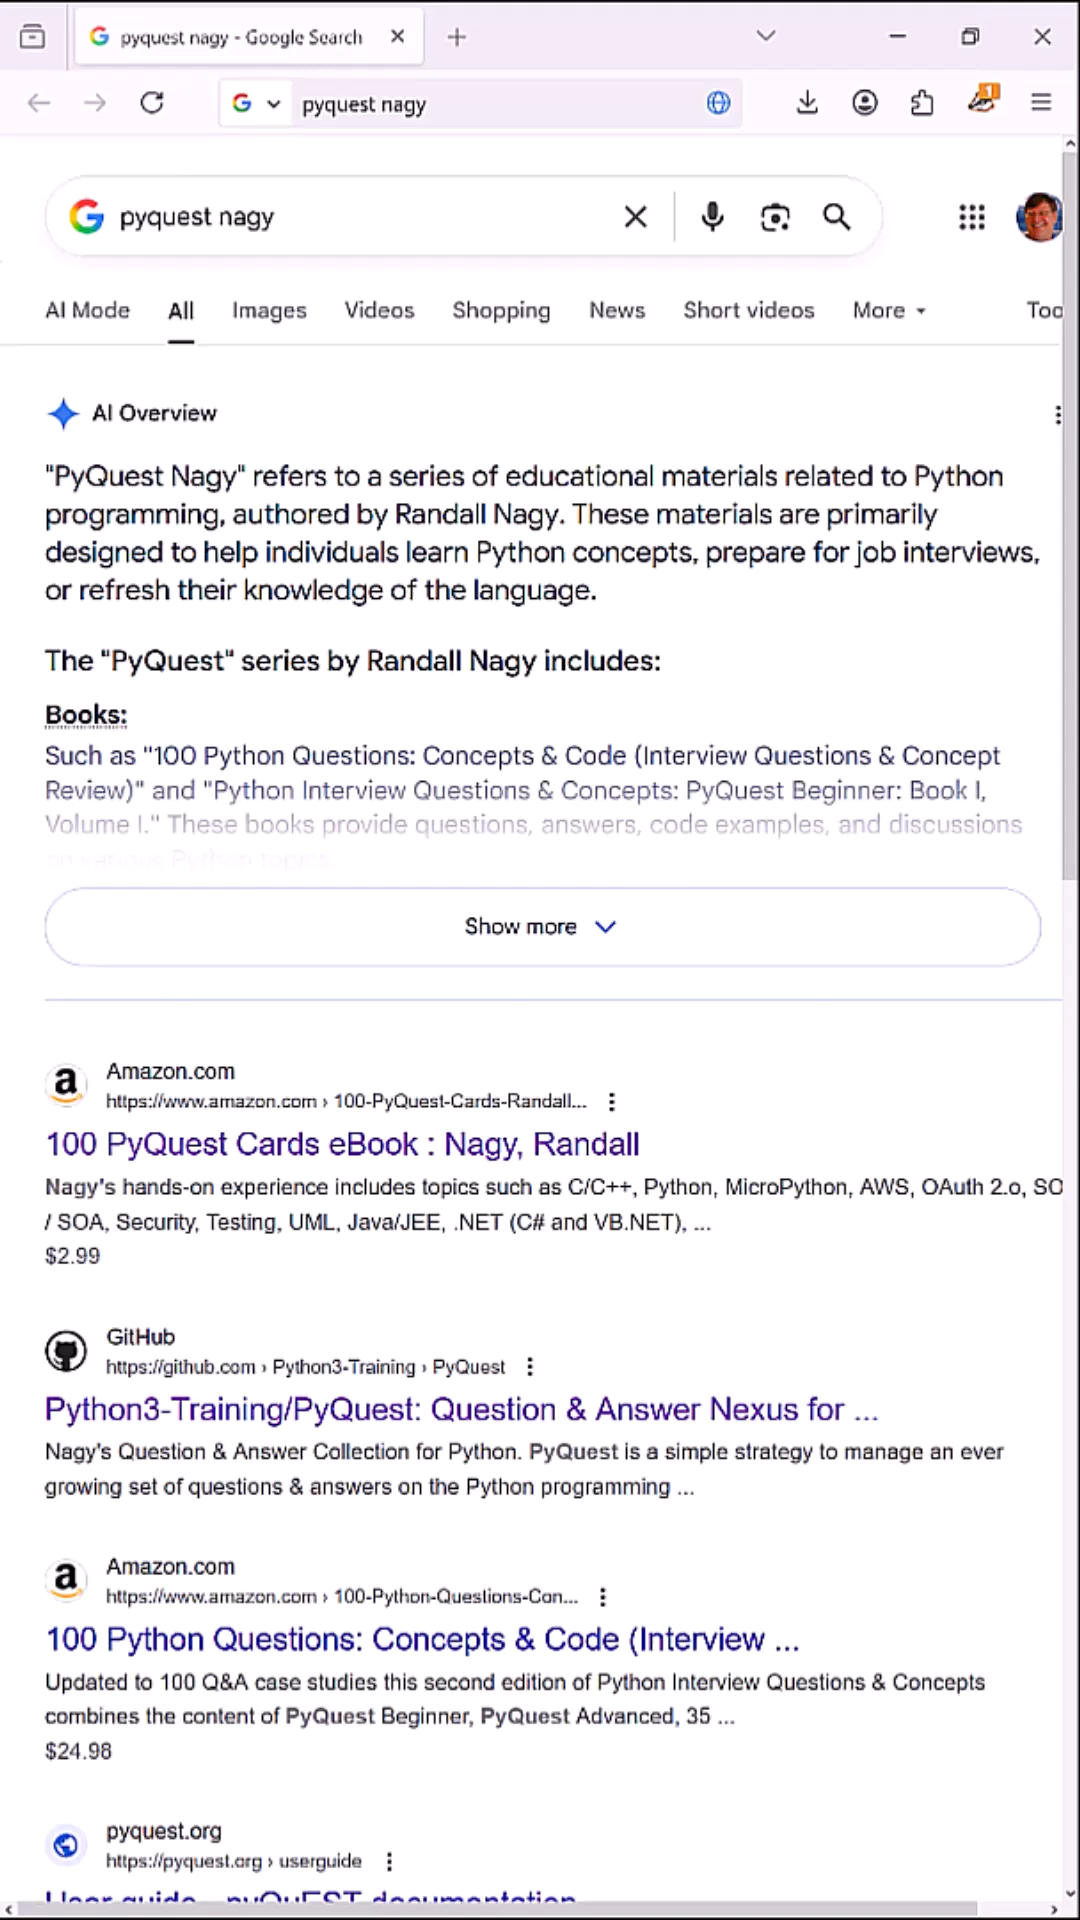 pyquest nagy - Google Search
pyquest nagy
1
pyquest nagy
AI Mode
All
Images
Videos
Shopping
News
Short videos
More
Too
AI Overview
"PyQuest Nagy" refers to a series of educational materials related to Python
programming, authored by Randall Nagy. These materials are primarily
designed to help individuals learn Python concepts, prepare for job interviews,
or refresh their knowledge of the language.
The "PyQuest" series by Randall Nagy includes:
Books:
Such as "100 Python Questions: Concepts & Code (Interview Questions & Concept
Review)" and "Python Interview Questions & Concepts: PyQuest Beginner: Book I,
Volume I." These books provide questions, answers, code examples, and discussions
on various Python topics.
Show more
Amazon.com
https://www.amazon.com › 100-PyQuest-Cards-Randall...
100 PyQuest Cards eBook : Nagy, Randall
Nagy's hands-on experience includes topics such as C/C++, Python, MicroPython, AWS, OAuth 2.o, SO
/ SOA, Security, Testing, UML, Java/JEE, .NET (C# and VB.NET), ...
$2.99
GitHub
https://github.com › Python3-Training › PyQuest
Python3-Training/PyQuest: Question & Answer Nexus for ...
Nagy's Question & Answer Collection for Python. PyQuest is a simple strategy to manage an ever
growing set of questions & answers on the Python programming ...
Amazon.com
https://www.amazon.com › 100-Python-Questions-Con...
100 Python Questions: Concepts & Code (Interview ...
Updated to 100 Q&A case studies this second edition of Python Interview Questions & Concepts
combines the content of PyQuest Beginner, PyQuest Advanced, 35 ...
$24.98
pyquest.org
https://pyquest.org › userguide
User guide - pyQuEST documentation